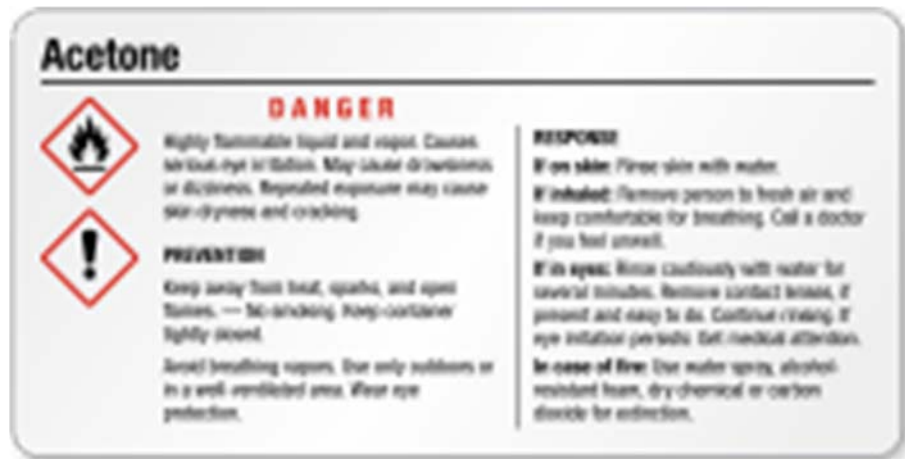 Acetone
DANGER
Highly flammable liquid and vapor. Causes
serious eye irritation. May cause drowsiness
or dizziness. Repeated exposure may cause
skin dryness and cracking.
PREVENTION
Keep away from heat, sparks, and open
flames. — No smoking. Keep container
tightly closed.
Avoid breathing vapors. Use only outdoors or
in a well-ventilated area. Wear eye
protection.
RESPONSE
If on skin: Rinse skin with water.
If inhaled: Remove person to fresh air and
keep comfortable for breathing. Call a doctor
if you feel unwell.
If in eyes: Rinse cautiously with water for
several minutes. Remove contact lenses, if
present and easy to do. Continue rinsing. If
eye irritation persists: Get medical attention.
In case of fire: Use water spray, alcohol-
resistant foam, dry chemical or carbon
dioxide for extinction.